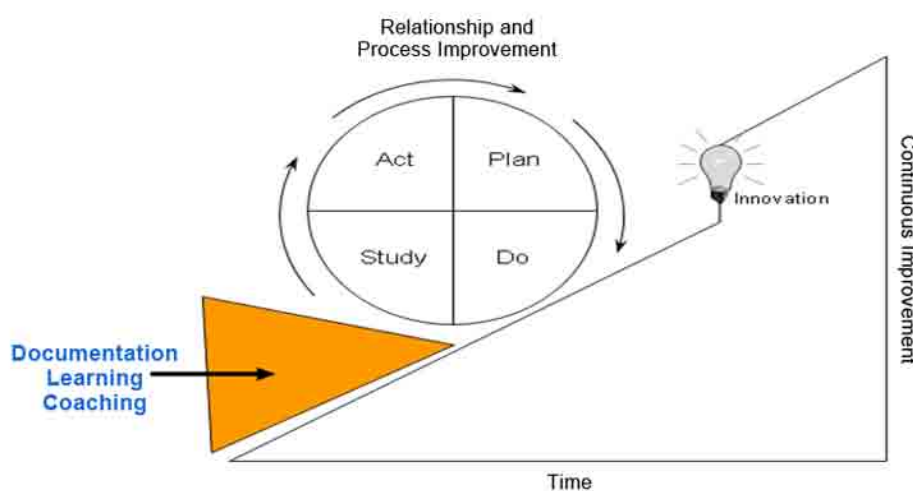 Relationship and
Process Improvement
Act
Plan
Study
Do
Innovation
Continuous Improvement
Documentation
Learning
Coaching
Time